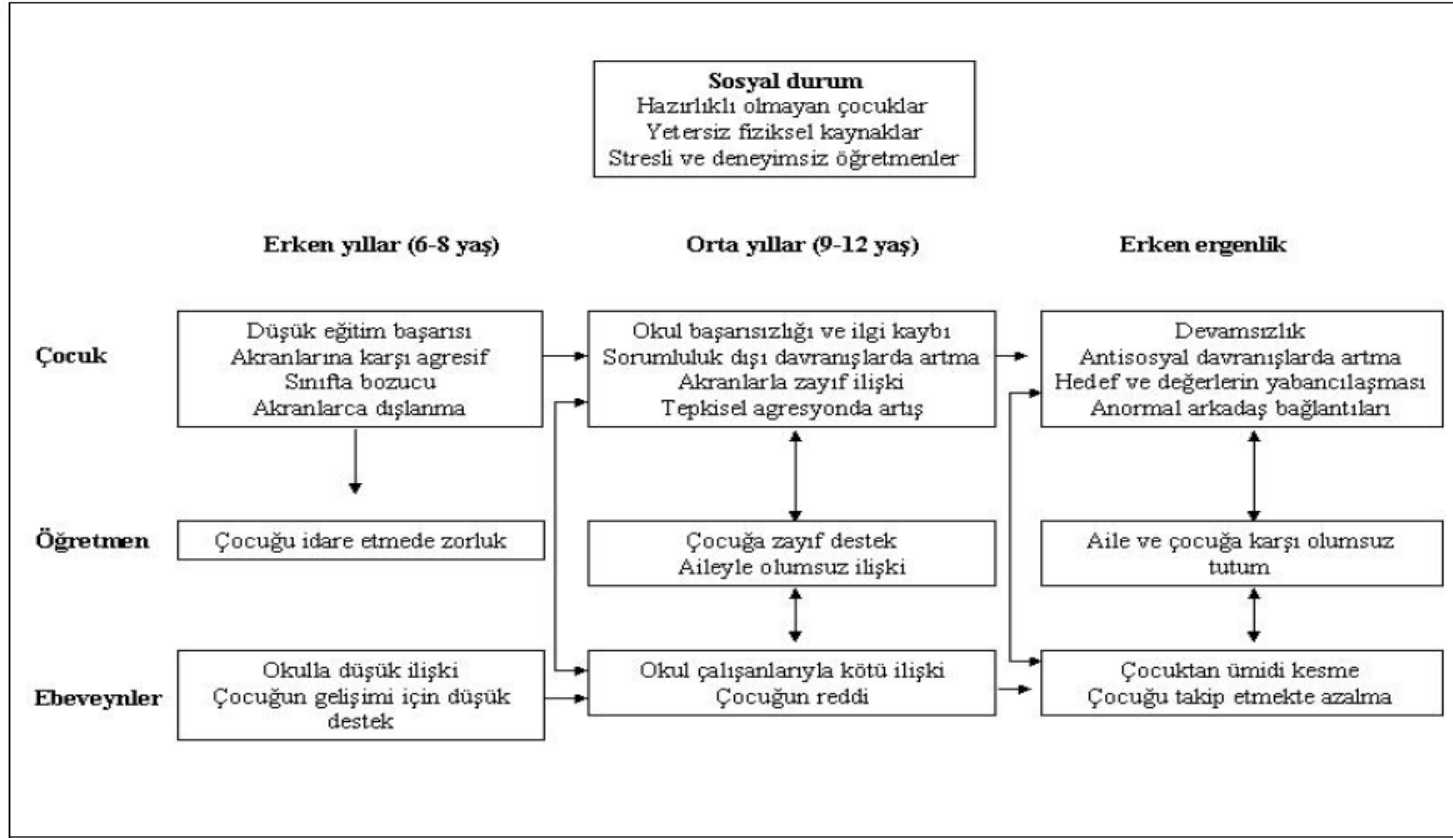 Sosyal durum
Hazırlıklı olmayan çocuklar
Yetersiz fiziksel kaynaklar
Stresli ve deneyimsiz öğretmenler
Erken yıllar (6-8 yaş)
Orta yıllar (9-12 yaş)
Erken ergenlik
Çocuk
Düşük eğitim başarısı
Akranlarına karşı agresif
Sınıfta bozucu
Akranlarca dışlanma
Okul başarısızlığı ve ilgi kaybı
Sorumluluk dışı davranışlarda artma
Akranlarla zayıf ilişki
Tepkisel agresyonda artış
Devamsızlık
Antisosyal davranışlarda artma
Hedef ve değerlerin yabancılaşması
Anormal arkadaş bağlantıları
Öğretmen
Çocuğu idare etmede zorluk
Çocuğa zayıf destek
Aileyle olumsuz ilişki
Aile ve çocuğa karşı olumsuz
tutum
Ebeveynler
Okulla düşük ilişki
Çocuğun gelişimi için düşük
destek
Okul çalışanlarıyla kötü ilişki
Çocuğun reddi
Çocuktan ümidi kesme
Çocuğu takip etmekte azalma